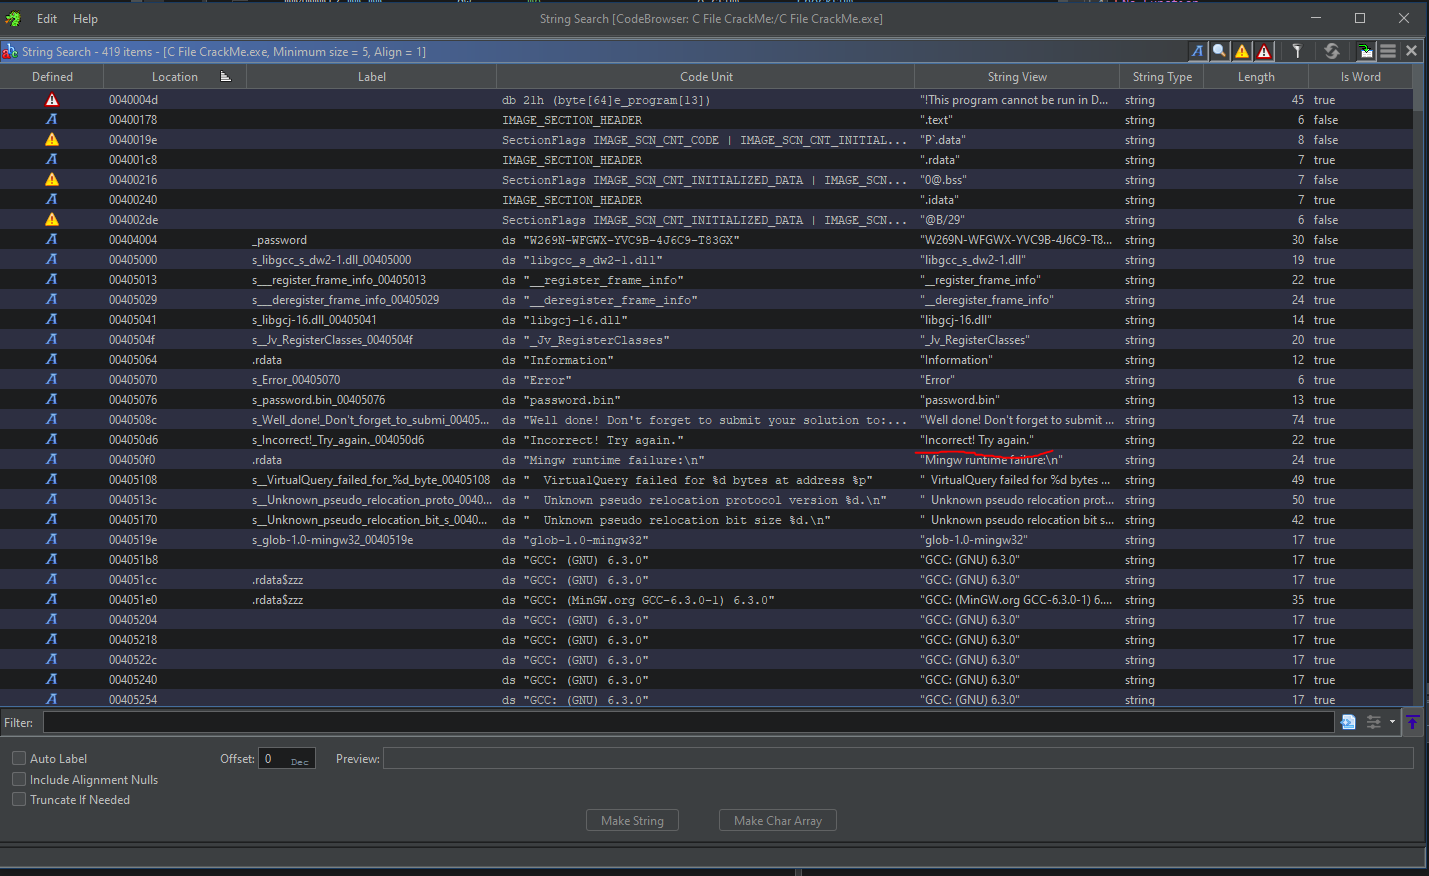 Edit Help String Search [CodeBrowser: C File CrackMe:/C File CrackMe.exe]
String Search - 419 items - [C File CrackMe.exe, Minimum size = 5, Align = 1]
Defined Location Label Code Unit String View String Type Length Is Word
0040004d db 21h (byte[64]e_program[13]) "!This program cannot be run in D... string 45 true
00400178 IMAGE_SECTION_HEADER ".text" string 6 false
0040019e SectionFlags IMAGE_SCN_CNT_CODE | IMAGE_SCN_CNT_INITIAL... "P`.data" string 8 false
004001c8 IMAGE_SECTION_HEADER ".rdata" string 7 true
00400216 SectionFlags IMAGE_SCN_CNT_INITIALIZED_DATA | IMAGE_SCN... "0@.bss" string 7 false
00400240 IMAGE_SECTION_HEADER ".idata" string 7 true
004002de SectionFlags IMAGE_SCN_CNT_INITIALIZED_DATA | IMAGE_SCN... "@B/29" string 6 false
00404004 _password ds "W269N-WFGWX-YVC9B-4J6C9-T83GX" "W269N-WFGWX-YVC9B-4J6C9-T8... string 30 false
00405000 s_libgcc_s_dw2-1.dll_00405000 ds "libgcc_s_dw2-1.dll" "libgcc_s_dw2-1.dll" string 19 true
00405013 s___register_frame_info_00405013 ds "__register_frame_info" "__register_frame_info" string 22 true
00405029 s___deregister_frame_info_00405029 ds "__deregister_frame_info" "__deregister_frame_info" string 24 true
00405041 s_libgcj-16.dll_00405041 ds "libgcj-16.dll" "libgcj-16.dll" string 14 true
0040504f s__Jv_RegisterClasses_0040504f ds "_Jv_RegisterClasses" "_Jv_RegisterClasses" string 20 true
00405064 .rdata ds "Information" "Information" string 12 true
00405070 s_Error_00405070 ds "Error" "Error" string 6 true
00405076 s_password.bin_00405076 ds "password.bin" "password.bin" string 13 true
0040508c s_Well_done!_Don't_forget_to_submi_00405... ds "Well done! Don't forget to submit your solution to:... "Well done! Don't forget to submit ... string 74 true
004050d6 s_Incorrect!_Try_again._004050d6 ds "Incorrect! Try again." "Incorrect! Try again." string 22 true
004050f0 .rdata ds "Mingw runtime failure:\n" "Mingw runtime failure:\n" string 24 true
00405108 s__VirtualQuery_failed_for_%d_byte_00405108 ds "  VirtualQuery failed for %d bytes at address %p" "  VirtualQuery failed for %d bytes ... string 49 true
0040513c s__Unknown_pseudo_relocation_proto_0040... ds "  Unknown pseudo relocation protocol version %d.\n" "  Unknown pseudo relocation prot... string 50 true
00405170 s__Unknown_pseudo_relocation_bit_s_0040... ds "  Unknown pseudo relocation bit size %d.\n" "  Unknown pseudo relocation bit s... string 42 true
0040519e s_glob-1.0-mingw32_0040519e ds "glob-1.0-mingw32" "glob-1.0-mingw32" string 17 true
004051b8 ds "GCC: (GNU) 6.3.0" "GCC: (GNU) 6.3.0" string 17 true
004051cc .rdata$zzz ds "GCC: (GNU) 6.3.0" "GCC: (GNU) 6.3.0" string 17 true
004051e0 .rdata$zzz ds "GCC: (MinGW.org GCC-6.3.0-1) 6.3.0" "GCC: (MinGW.org GCC-6.3.0-1) 6.... string 35 true
00405204 ds "GCC: (GNU) 6.3.0" "GCC: (GNU) 6.3.0" string 17 true
00405218 ds "GCC: (GNU) 6.3.0" "GCC: (GNU) 6.3.0" string 17 true
0040522c ds "GCC: (GNU) 6.3.0" "GCC: (GNU) 6.3.0" string 17 true
00405240 ds "GCC: (GNU) 6.3.0" "GCC: (GNU) 6.3.0" string 17 true
00405254 ds "GCC: (GNU) 6.3.0" "GCC: (GNU) 6.3.0" string 17 true
Filter:
Auto Label Offset: 0 Dec Preview:
Include Alignment Nulls
Truncate If Needed
Make String Make Char Array